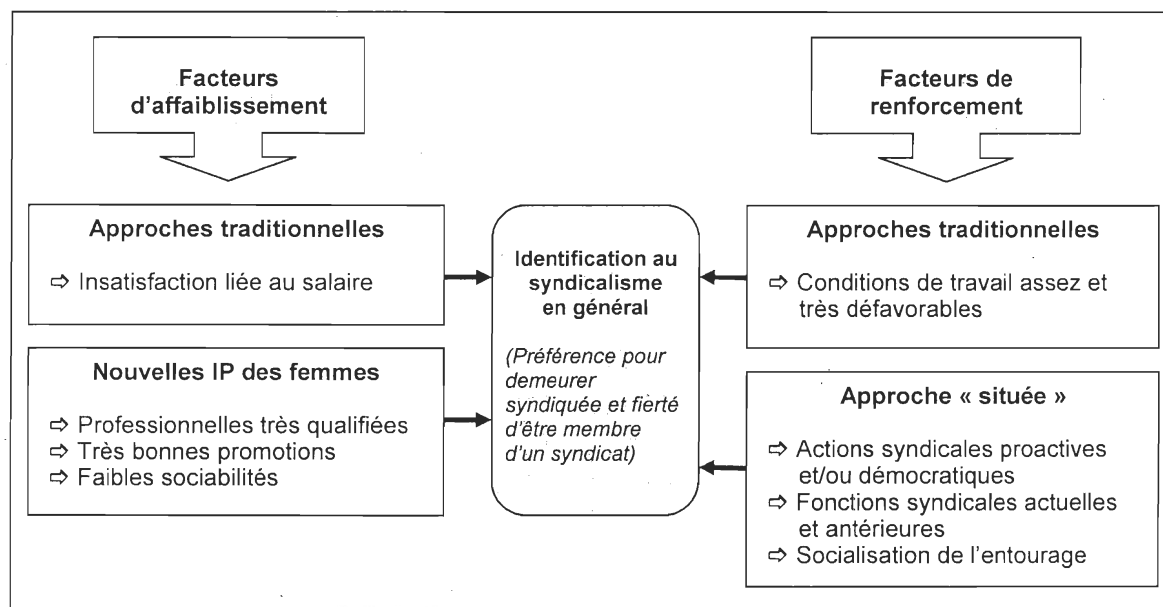 Facteurs
d'affaiblissement
Facteurs de
renforcement
Approches traditionnelles
⇨ Insatisfaction liée au salaire
Nouvelles IP des femmes
⇨ Professionnelles très qualifiées
⇨ Très bonnes promotions
⇨ Faibles sociabilités
Identification au
syndicalisme
en général
(Préférence pour
demeurer
syndiquée et fierté
d'être membre
d'un syndicat)
Approches traditionnelles
⇨ Conditions de travail assez et
très défavorables
Approche « située »
⇨ Actions syndicales proactives
et/ou démocratiques
⇨ Fonctions syndicales actuelles
et antérieures
⇨ Socialisation de l'entourage